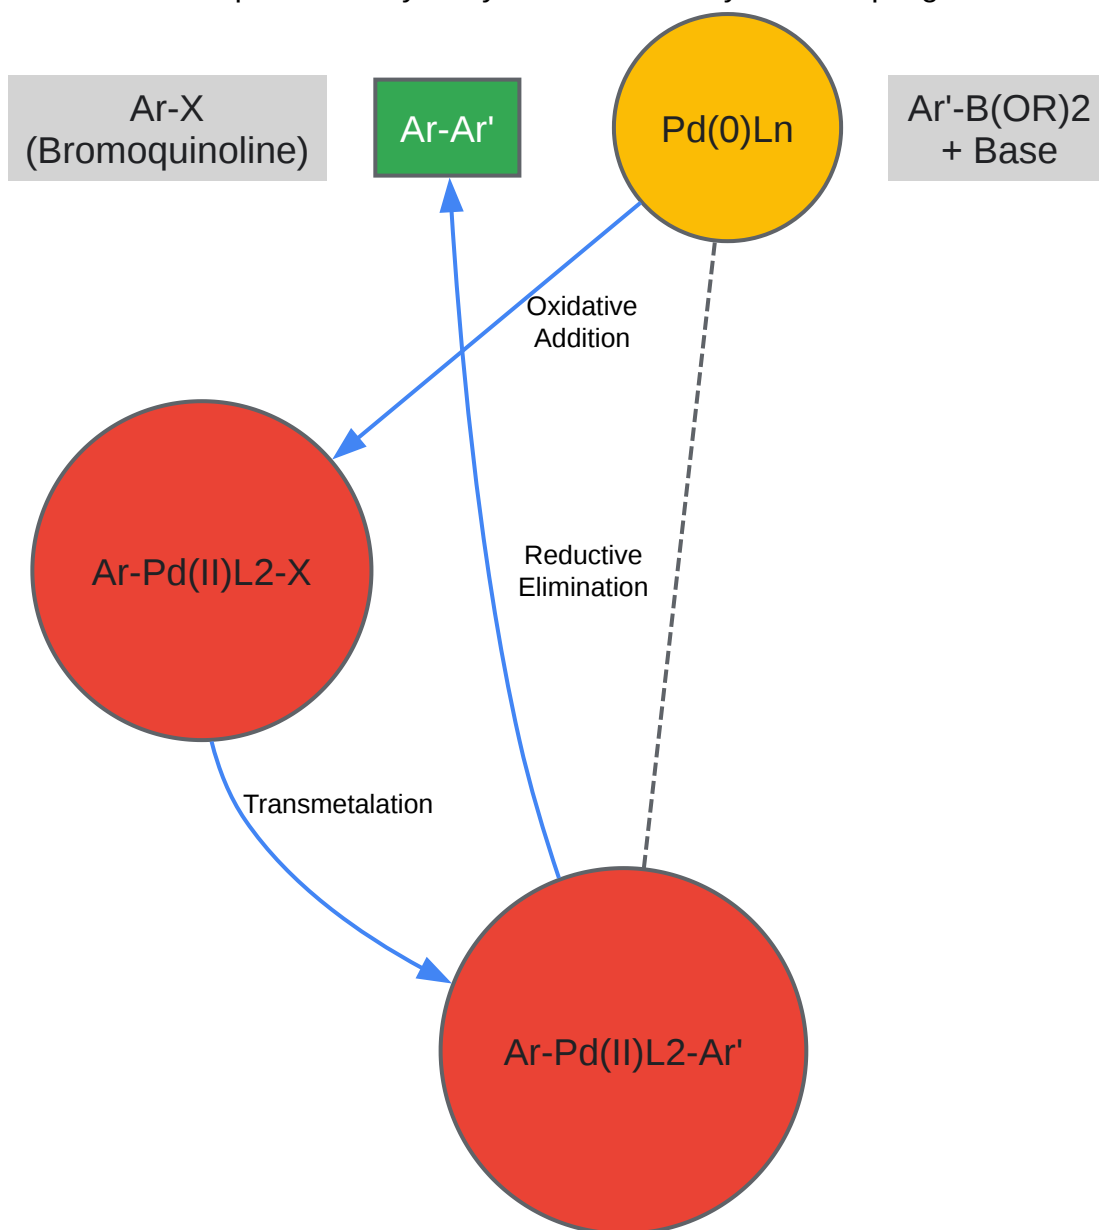 Ar-X
(Bromoquinoline)
Ar-Ar'
Pd(0)Ln
Ar'-B(OR)2
+ Base
Oxidative
Addition
Ar-Pd(II)L2-X
Reductive
Elimination
Transmetalation
Ar-Pd(II)L2-Ar'